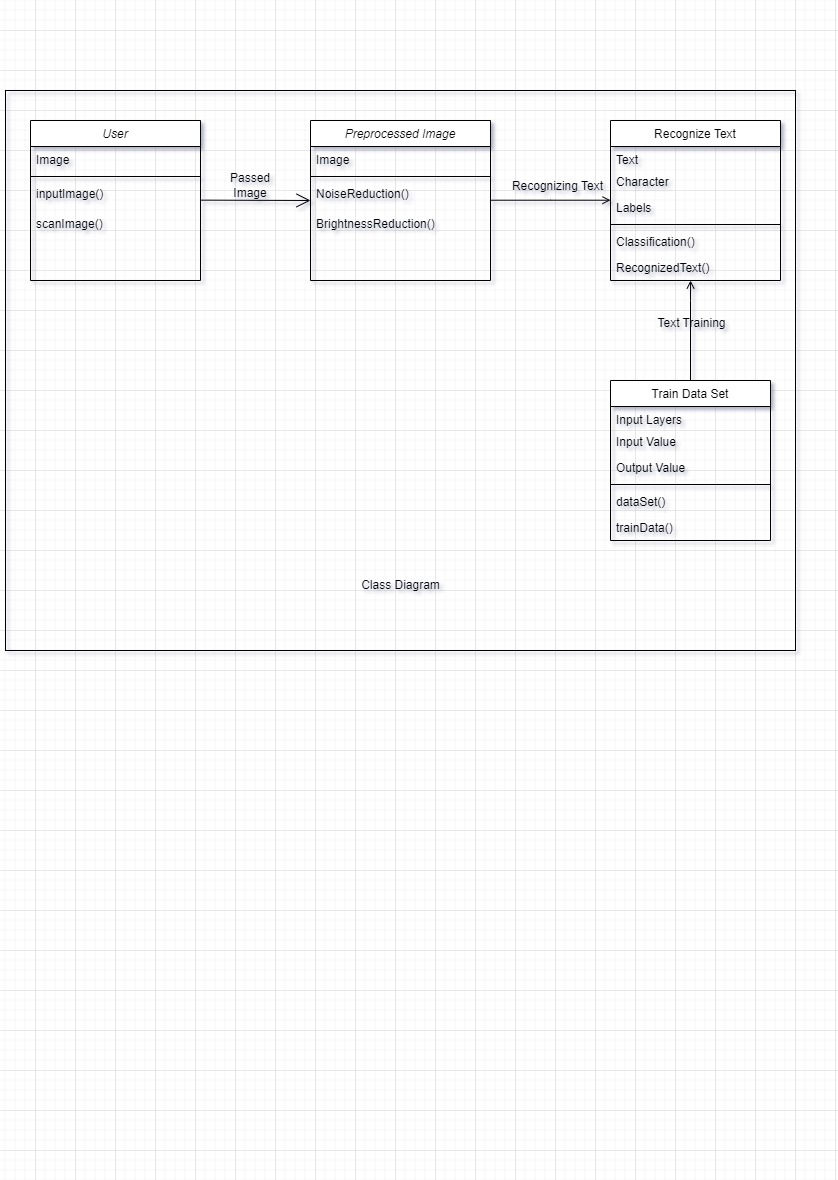 User
Image
inputImage()
scanImage()
Passed
Image
Preprocessed Image
Image
NoiseReduction()
BrightnessReduction()
Recognizing Text
Recognize Text
Text
Character
Labels
Classification()
RecognizedText()
Text Training
Train Data Set
Input Layers
Input Value
Output Value
dataSet()
trainData()
Class Diagram